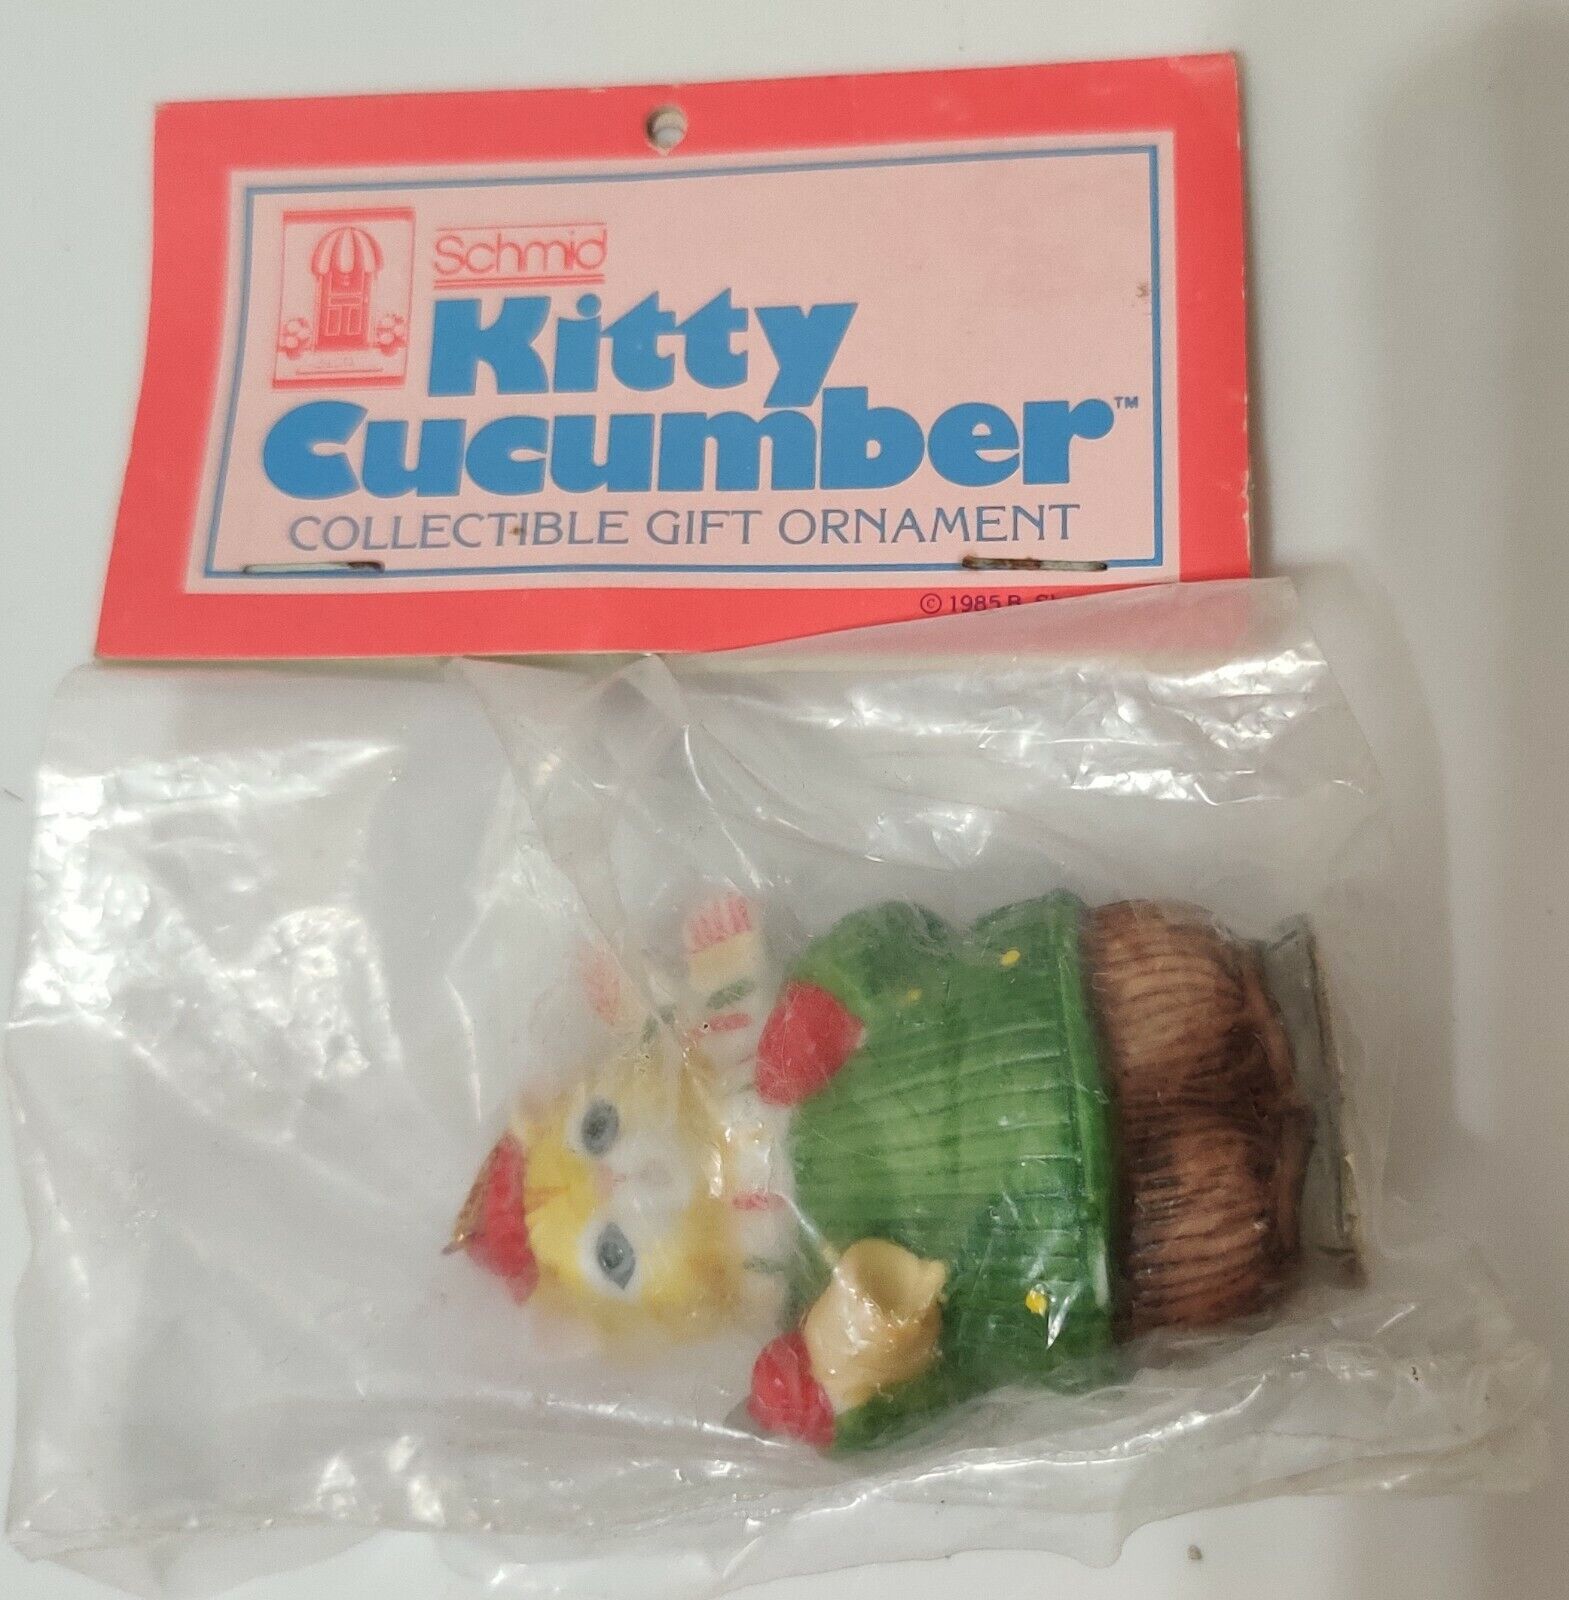 Schmid
Kitty
Cucumber™
COLLECTIBLE GIFT ORNAMENT
© 1985 B.